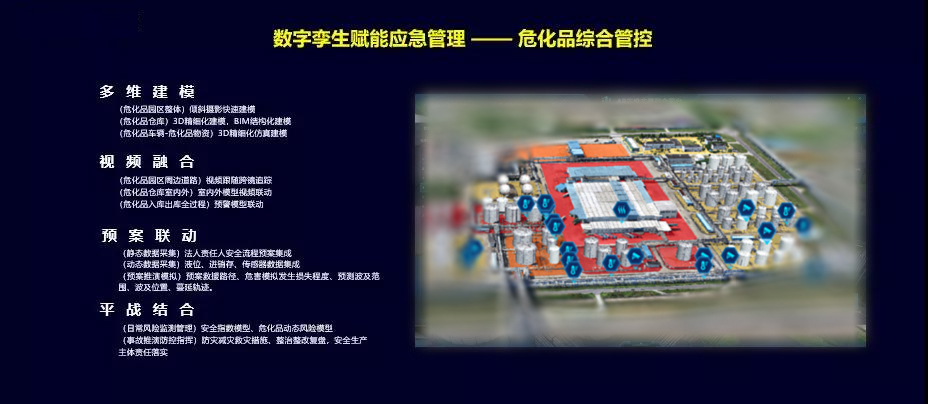 数字孪生赋能应急管理 —— 危化品综合管控
多维建模
（危化品园区整体）倾斜摄影快速建模
（危化品仓库）3D精细化建模，BIM结构化建模
（危化品车辆-危化品物资）3D精细化仿真建模
视频融合
（危化品园区周边道路）视频跟随跨镜追踪
（危化品仓库室内外）室内外模型视频联动
（危化品入库出库全过程）预警模型联动
预案联动
（静态数据采集）法人责任人安全流程预案集成
（动态数据采集）液位、进销存、传感器数据集成
（预案推演模拟）预案救援路径、危害模拟发生损失程度、预测波及范
围、波及位置、蔓延轨迹。
平战结合
（日常风险监测管理）安全指数模型、危化品动态风险模型
（事故推演防控指挥）防灾减灾救灾措施、整治整改复盘，安全生产
主体责任落实